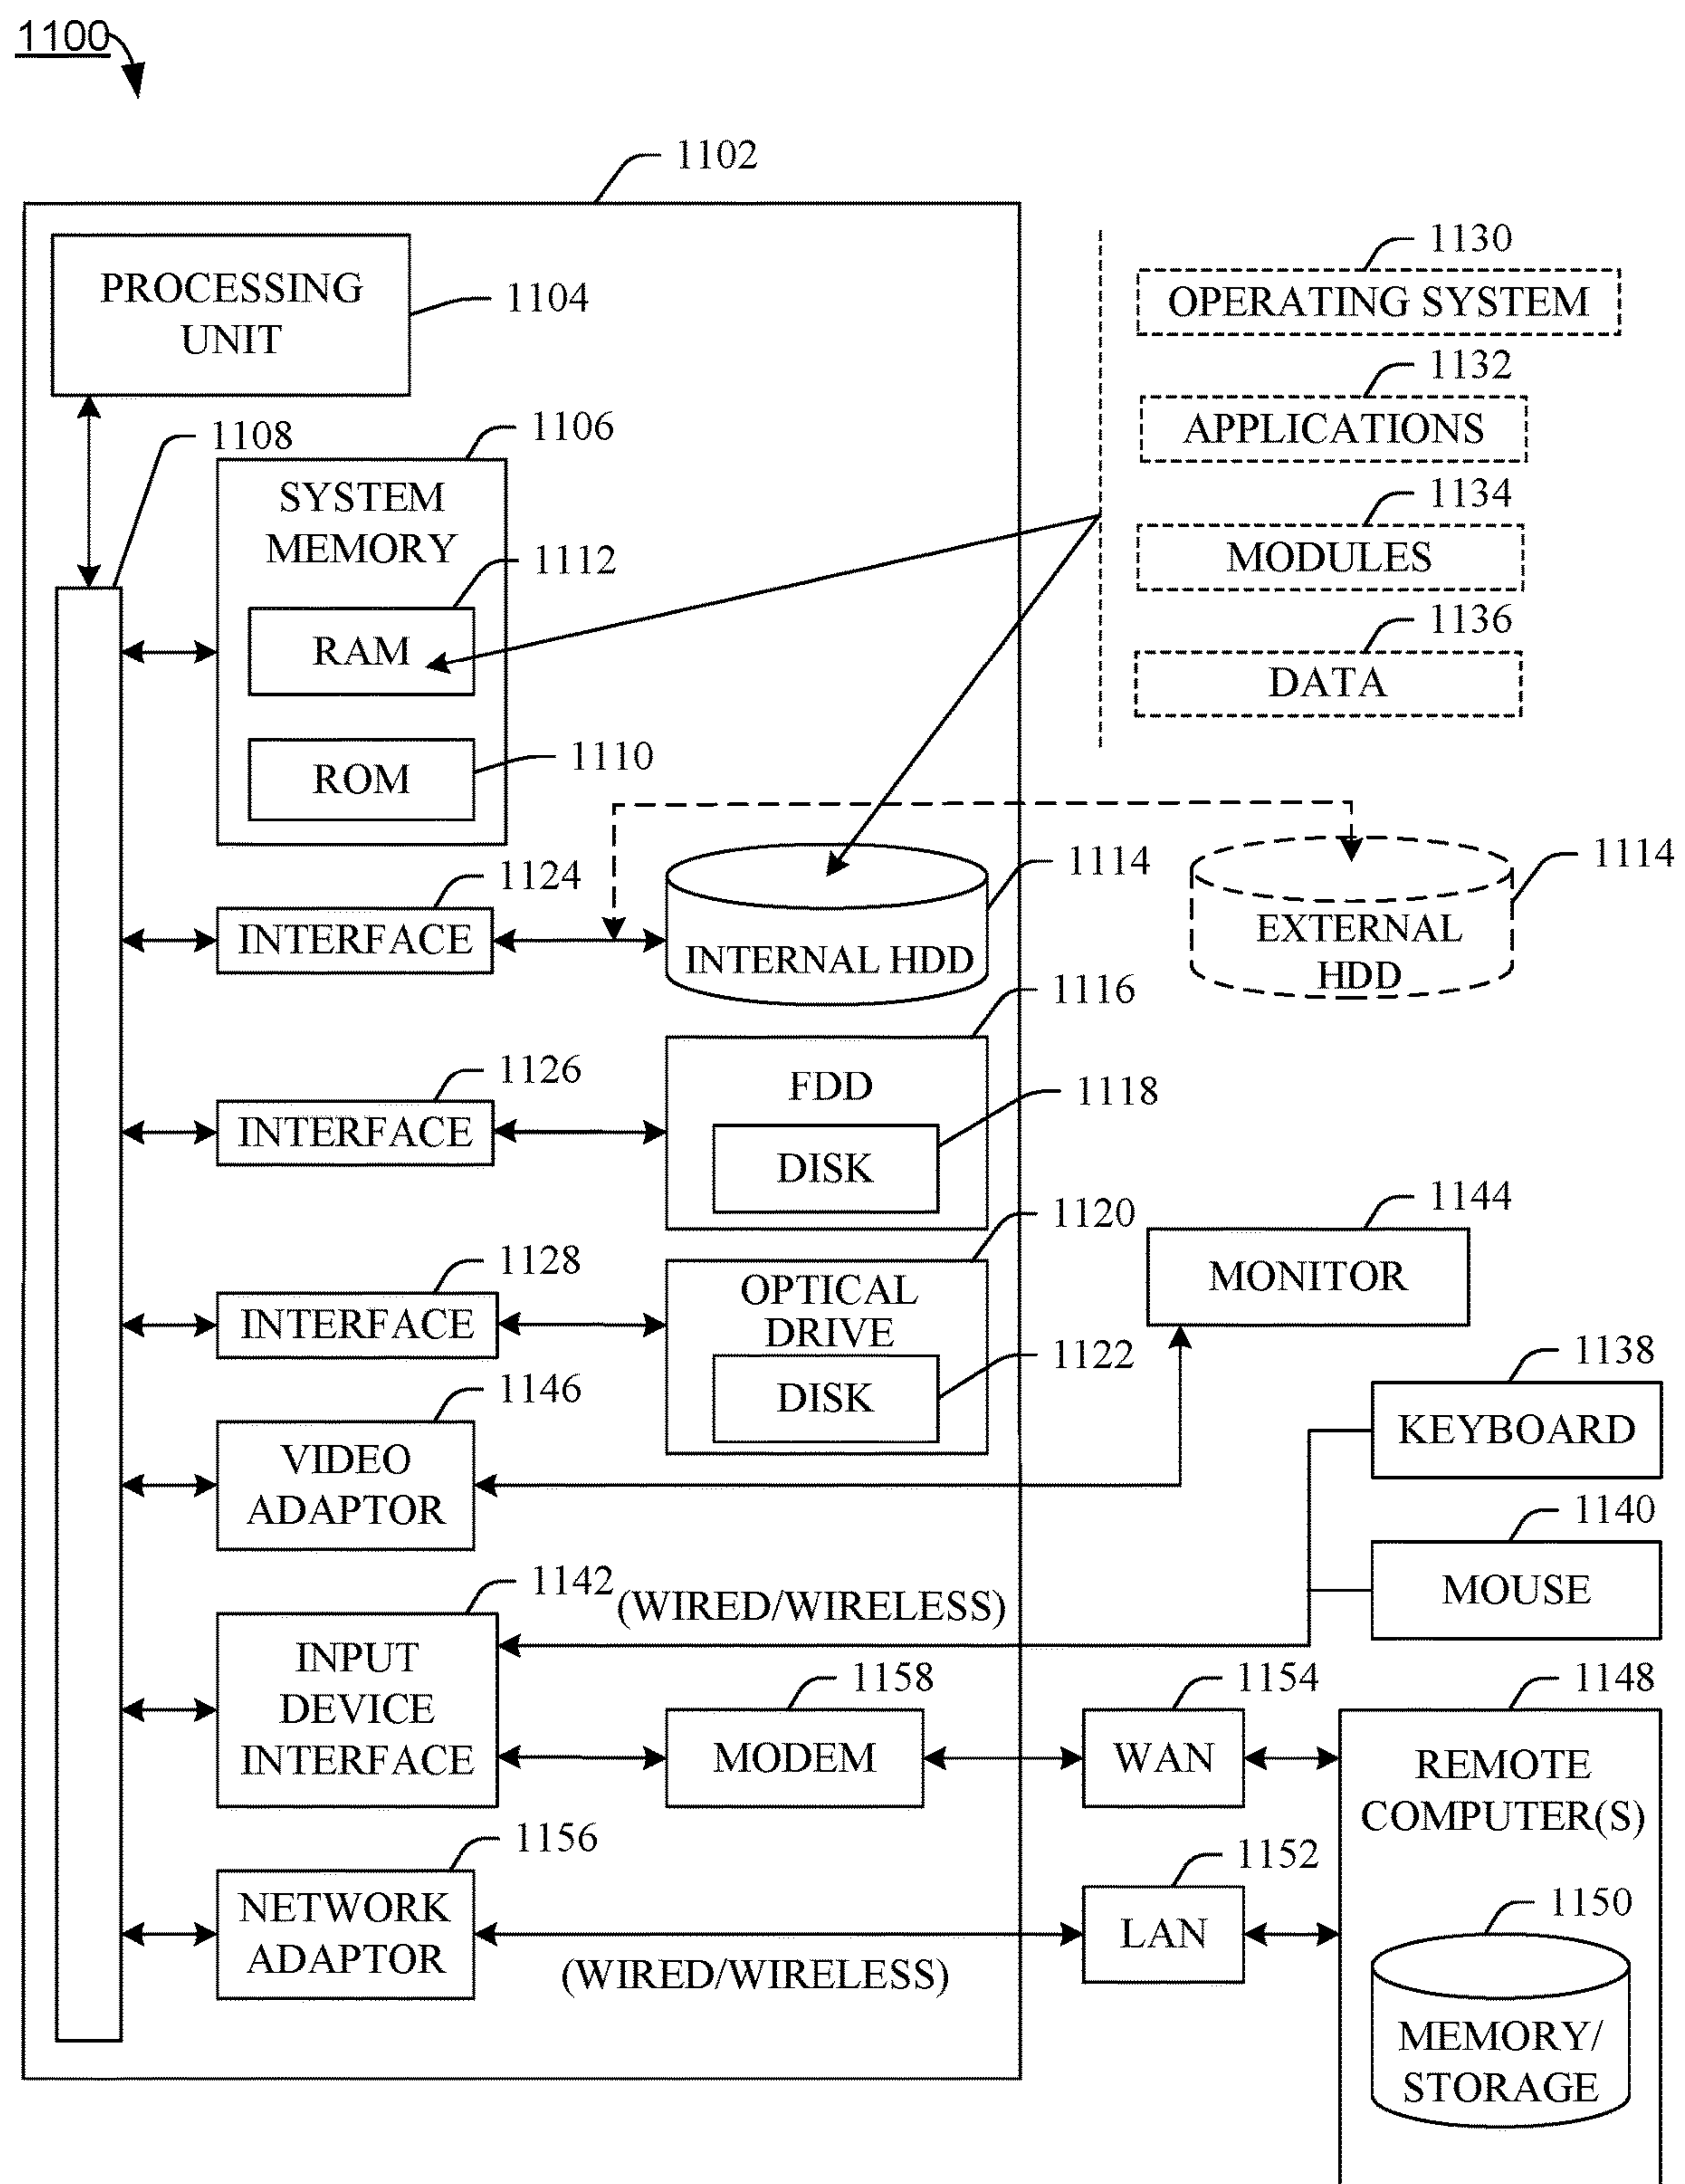 1100
1102
PROCESSING
UNIT
1104
1108
1106
SYSTEM
MEMORY
1112
RAM
1110
ROM
1130
OPERATING SYSTEM
1132
APPLICATIONS
1134
MODULES
1136
DATA
1124
INTERFACE
1114
INTERNAL HDD
1114
EXTERNAL
HDD
1126
INTERFACE
1116
FDD
1118
DISK
1128
INTERFACE
1120
OPTICAL
DRIVE
1122
DISK
1144
MONITOR
1146
VIDEO
ADAPTOR
1138
KEYBOARD
1140
MOUSE
1142
(WIRED/WIRELESS)
INPUT
DEVICE
INTERFACE
1158
MODEM
1154
WAN
1148
REMOTE
COMPUTER(S)
1156
NETWORK
ADAPTOR
(WIRED/WIRELESS)
1152
LAN
1150
MEMORY/
STORAGE